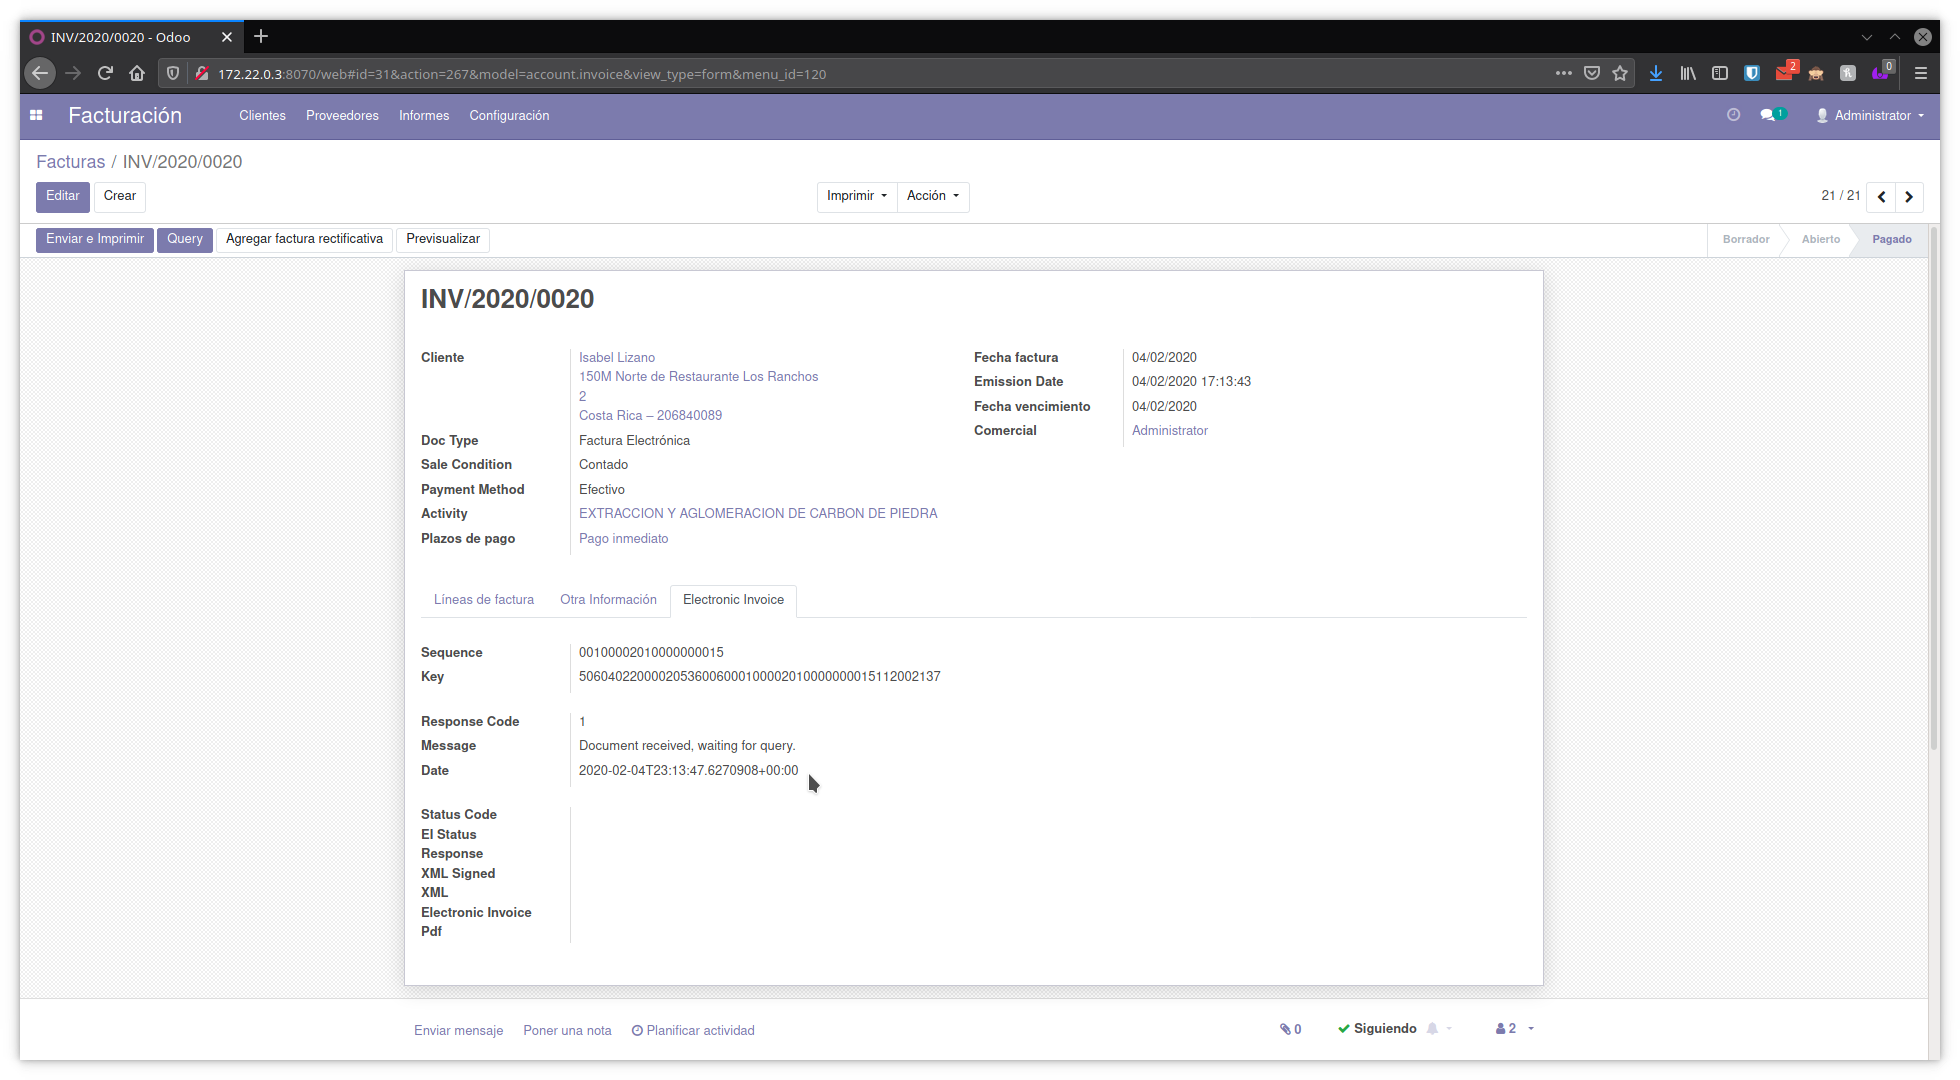 INV/2020/0020 - Odoo
172.22.0.3:8070/web#id=31&action=267&model=account.invoice&view_type=form&menu_id=120
2
0
Facturación
Clientes
Proveedores
Informes
Configuración
1
Administrator
Facturas / INV/2020/0020
Editar
Crear
Imprimir
Acción
21 / 21
Enviar e Imprimir
Query
Agregar factura rectificativa
Previsualizar
Borrador
Abierto
Pagado
INV/2020/0020
Cliente
Isabel Lizano
150M Norte de Restaurante Los Ranchos
2
Costa Rica – 206840089
Doc Type
Factura Electrónica
Sale Condition
Contado
Payment Method
Efectivo
Activity
EXTRACCION Y AGLOMERACION DE CARBON DE PIEDRA
Plazos de pago
Pago inmediato
Fecha factura
04/02/2020
Emission Date
04/02/2020 17:13:43
Fecha vencimiento
04/02/2020
Comercial
Administrator
Líneas de factura
Otra Información
Electronic Invoice
Sequence
00100002010000000015
Key
50604022000020536006000100002010000000015112002137
Response Code
1
Message
Document received, waiting for query.
Date
2020-02-04T23:13:47.6270908+00:00
Status Code
EI Status
Response
XML Signed
XML
Electronic Invoice
Pdf
Enviar mensaje
Poner una nota
Planificar actividad
0
Siguiendo
2